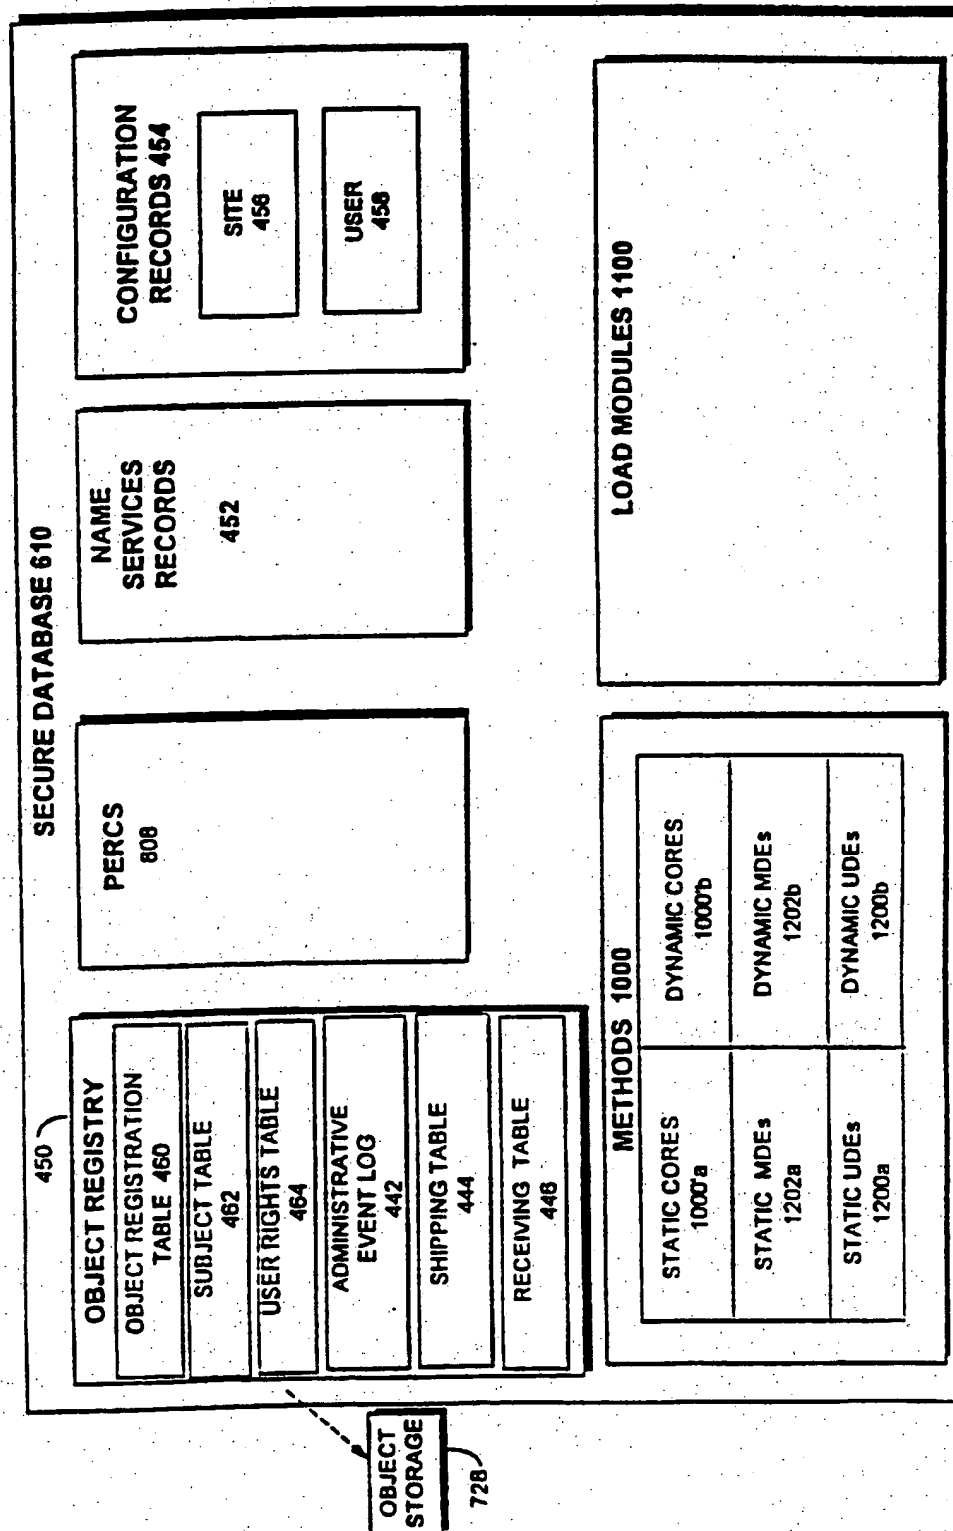 SECURE DATABASE 610
450
OBJECT REGISTRY
OBJECT REGISTRATION
TABLE 460
SUBJECT TABLE
462
USER RIGHTS TABLE
464
ADMINISTRATIVE
EVENT LOG
442
SHIPPING TABLE
444
RECEIVING TABLE
446
PERCS
808
NAME
SERVICES
RECORDS
452
CONFIGURATION
RECORDS 454
SITE
456
USER
458
OBJECT
STORAGE
728
METHODS 1000
STATIC CORES
1000'a
DYNAMIC CORES
1000'b
STATIC MDEs
1202a
DYNAMIC MDEs
1202b
STATIC UDEs
1200a
DYNAMIC UDEs
1200b
LOAD MODULES 1100